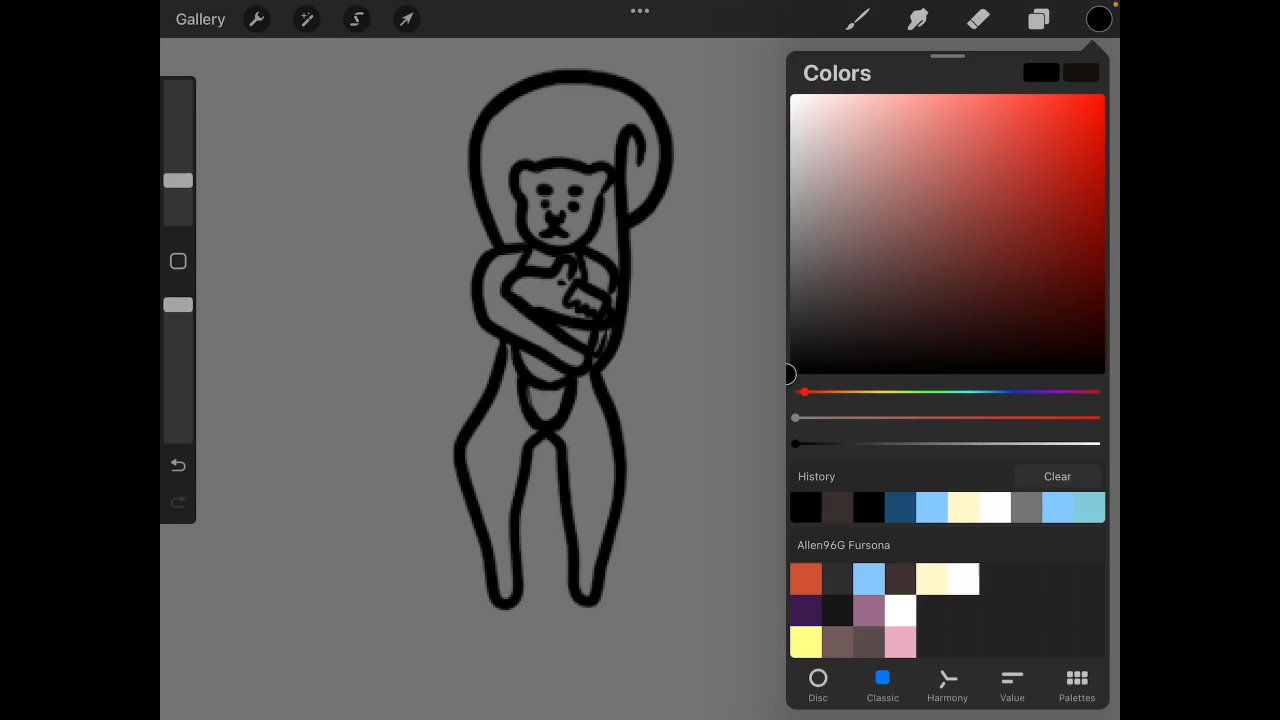 Gallery
Colors
History
Clear
Allen96G Fursona
Disc
Classic
Harmony
Value
Palettes